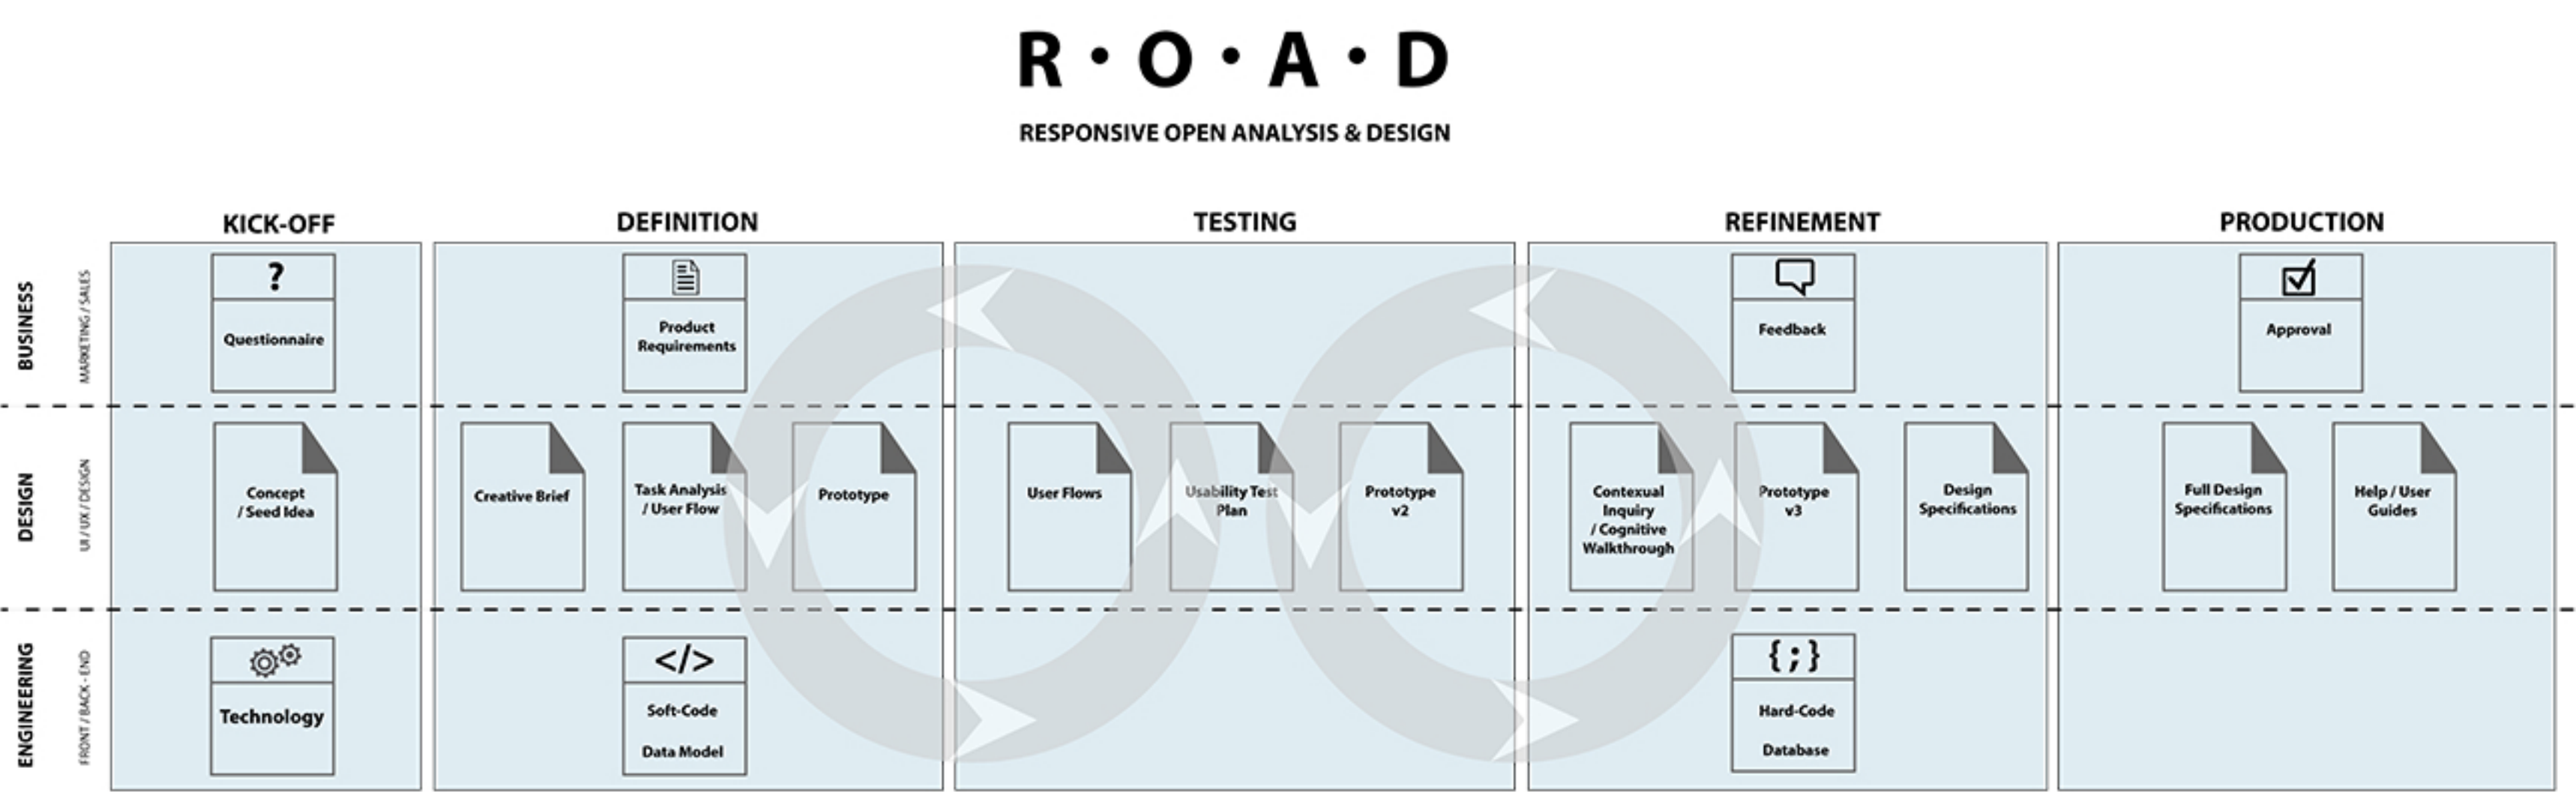 R • O • A • D
RESPONSIVE OPEN ANALYSIS & DESIGN
KICK-OFF
DEFINITION
TESTING
REFINEMENT
PRODUCTION
BUSINESS
MARKETING / SALES
?
Questionnaire
Product
Requirements
Feedback
Approval
DESIGN
UI / UX / DESIGN
Concept
/ Seed Idea
Creative Brief
Task Analysis
/ User Flow
Prototype
User Flows
Usability Test
Plan
Prototype
v2
Contexual
Inquiry
/ Cognitive
Walkthrough
Prototype
v3
Design
Specifications
Full Design
Specifications
Help / User
Guides
ENGINEERING
FRONT / BACK - END
Technology
</>
Soft-Code
Data Model
{ ; }
Hard-Code
Database